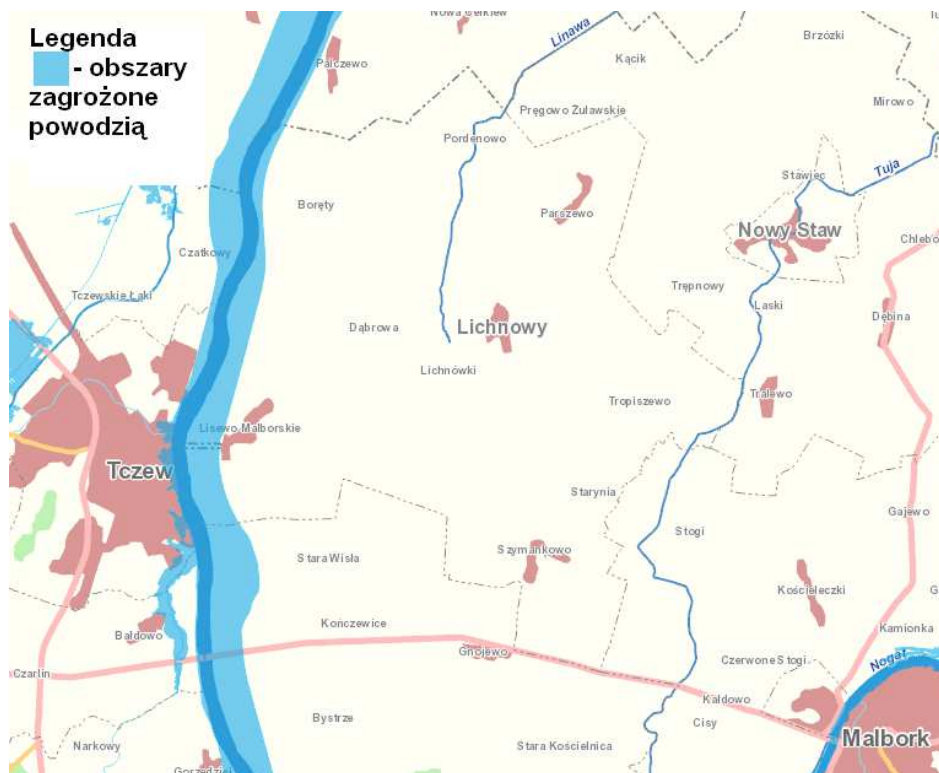 Legenda
- obszary
zagrożone
powodzią
Linawa
Kącik
Brzózki
Palczewo
Pręgowo Żuławskie
Mirowo
Pordenowo
Stawiec
Tuja
Boręty
Parszewo
Nowy Staw
Czatkowy
Tczewskie Łąki
Trępnowy
Laski
Dąbrowa
Lichnowy
Dębina
Lichnówki
Tropiszewo
Tralewo
Lisewo Malborskie
Tczew
Starynia
Stogi
Gajewo
Stara Wisła
Szymankowo
Kościeleczki
Kończewice
Bałdowo
Gnojewo
Kamionka
Czerwone Stogi
Nogat
Czarlin
Kałdowo
Bystrze
Cisy
Malbork
Narkowy
Stara Kościelnica